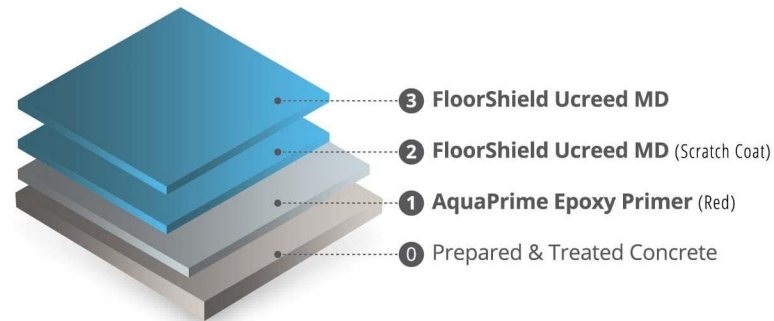 3 FloorShield Ucreed MD
2 FloorShield Ucreed MD (Scratch Coat)
1 AquaPrime Epoxy Primer (Red)
0 Prepared & Treated Concrete